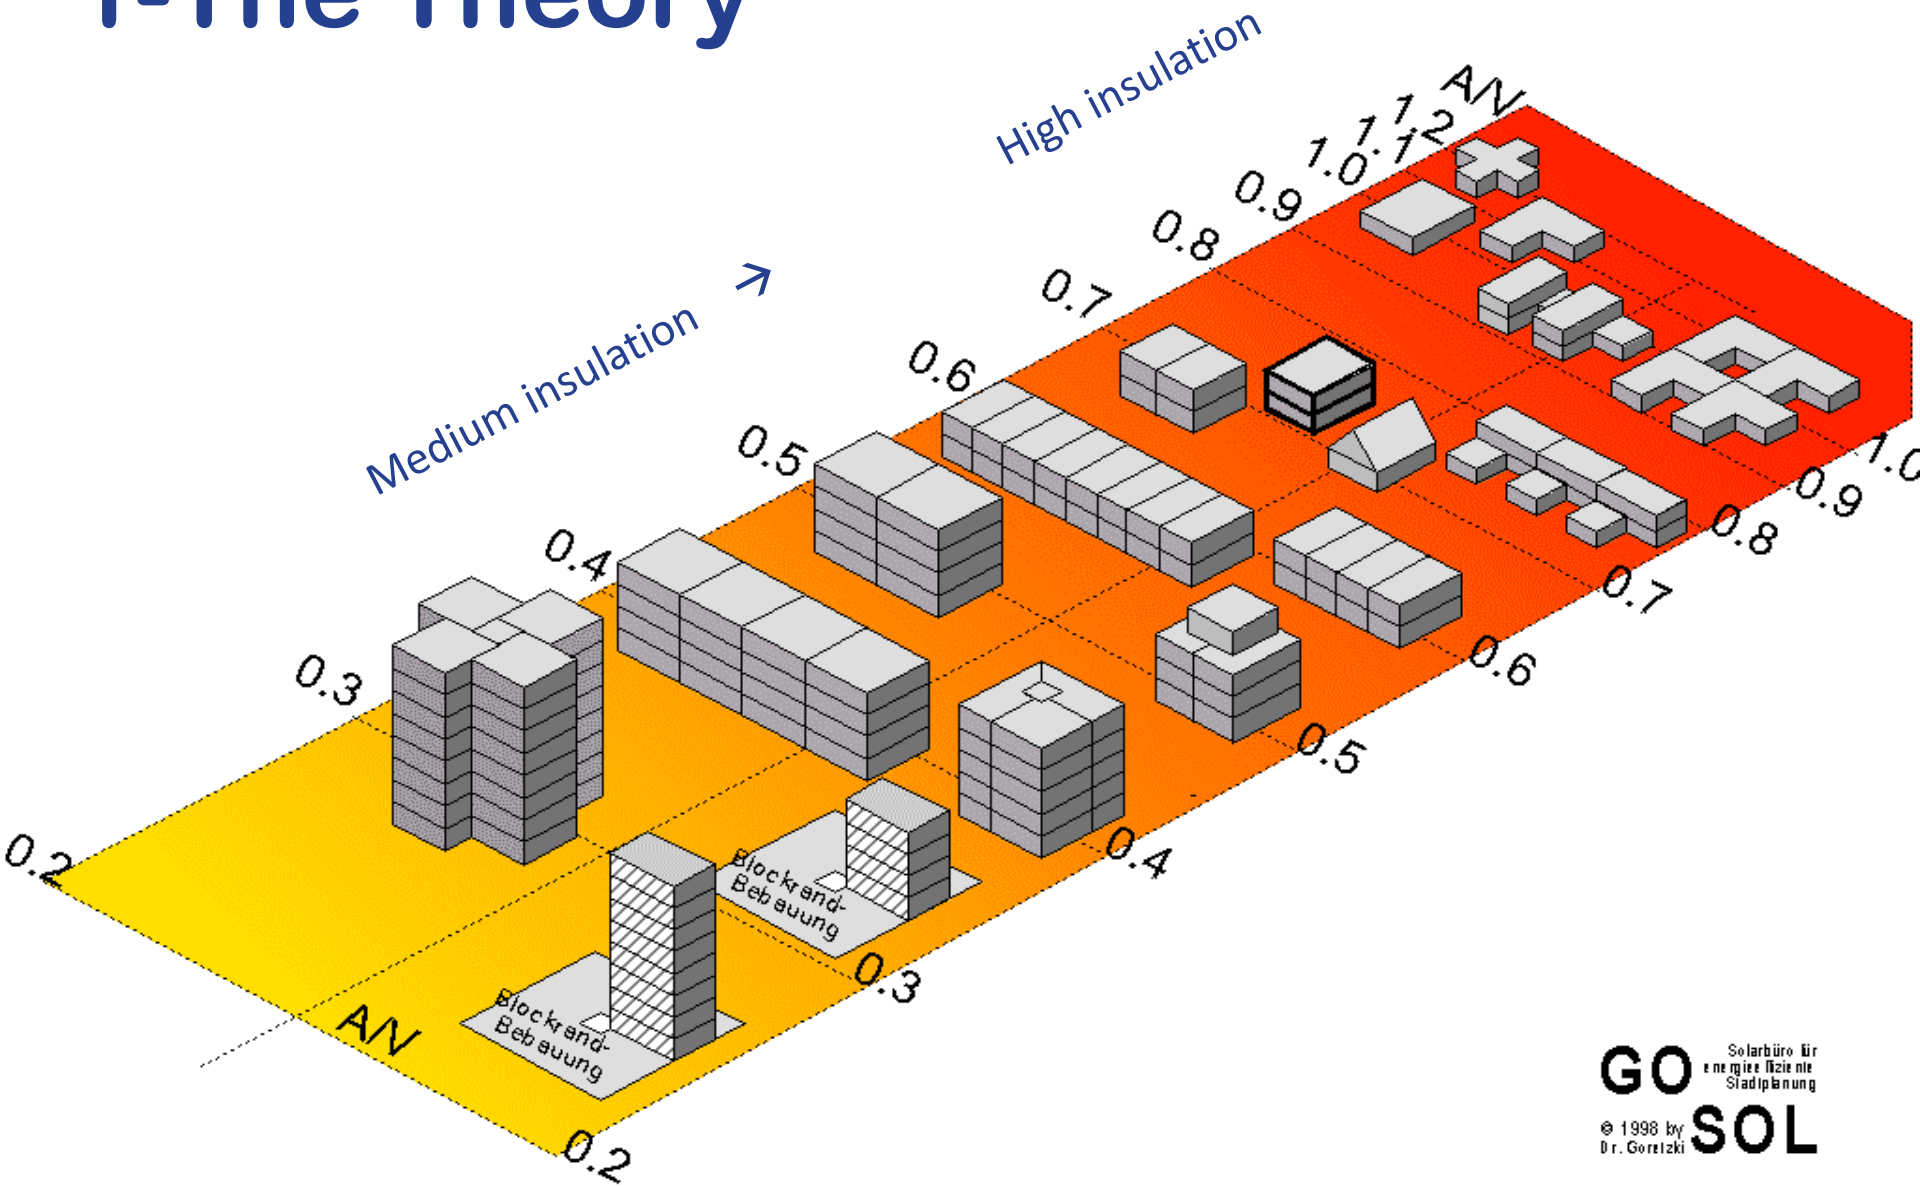 1-The Theory
High insulation
Medium insulation →
A/V
1.2
1.1
1.0
0.9
0.8
0.7
0.6
0.5
0.4
0.3
0.2
A/V
1.0
0.9
0.8
0.7
0.6
0.5
0.4
0.3
0.2
Blockrand-
Bebauung
Blockrand-
Bebauung
GO
SOL
Solarbüro für
energieeffiziente
Stadtplanung
© 1998 by
Dr. Goretzki